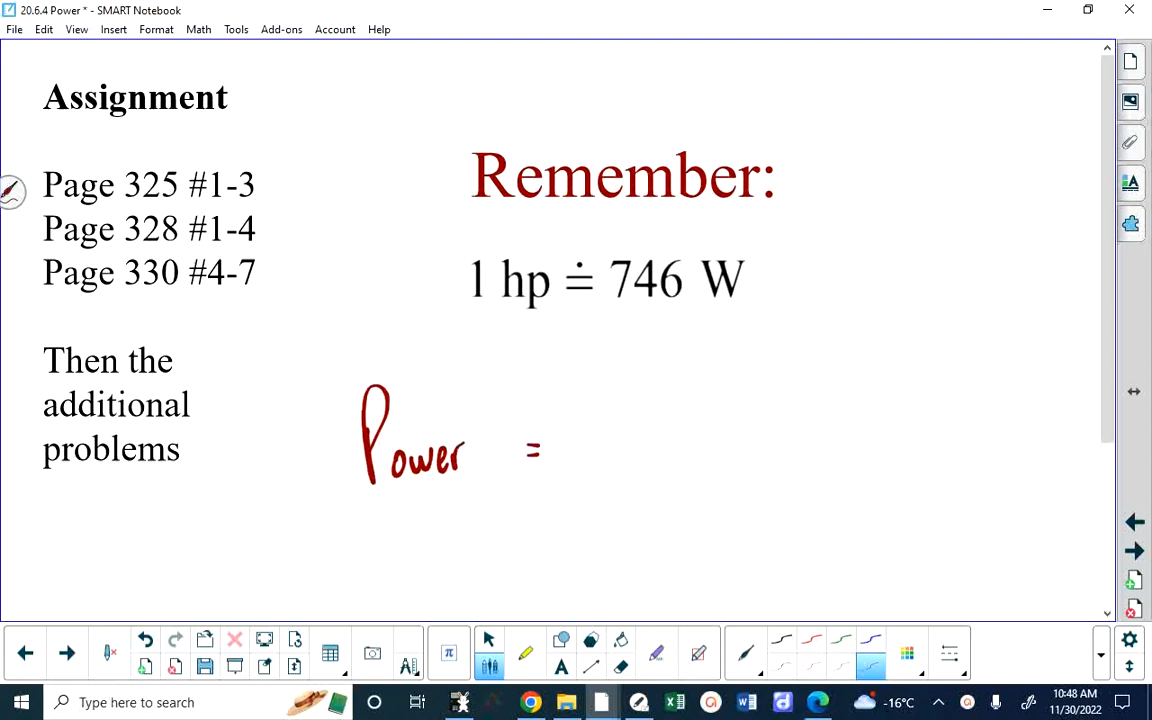 20.6.4 Power * - SMART Notebook
File Edit View Insert Format Math Tools Add-ons Account Help
Assignment
Page 325 #1-3
Page 328 #1-4
Page 330 #4-7
Then the
additional
problems
Remember:
1 hp ≐ 746 W
Power =
Type here to search
-16°C
10:48 AM
11/30/2022